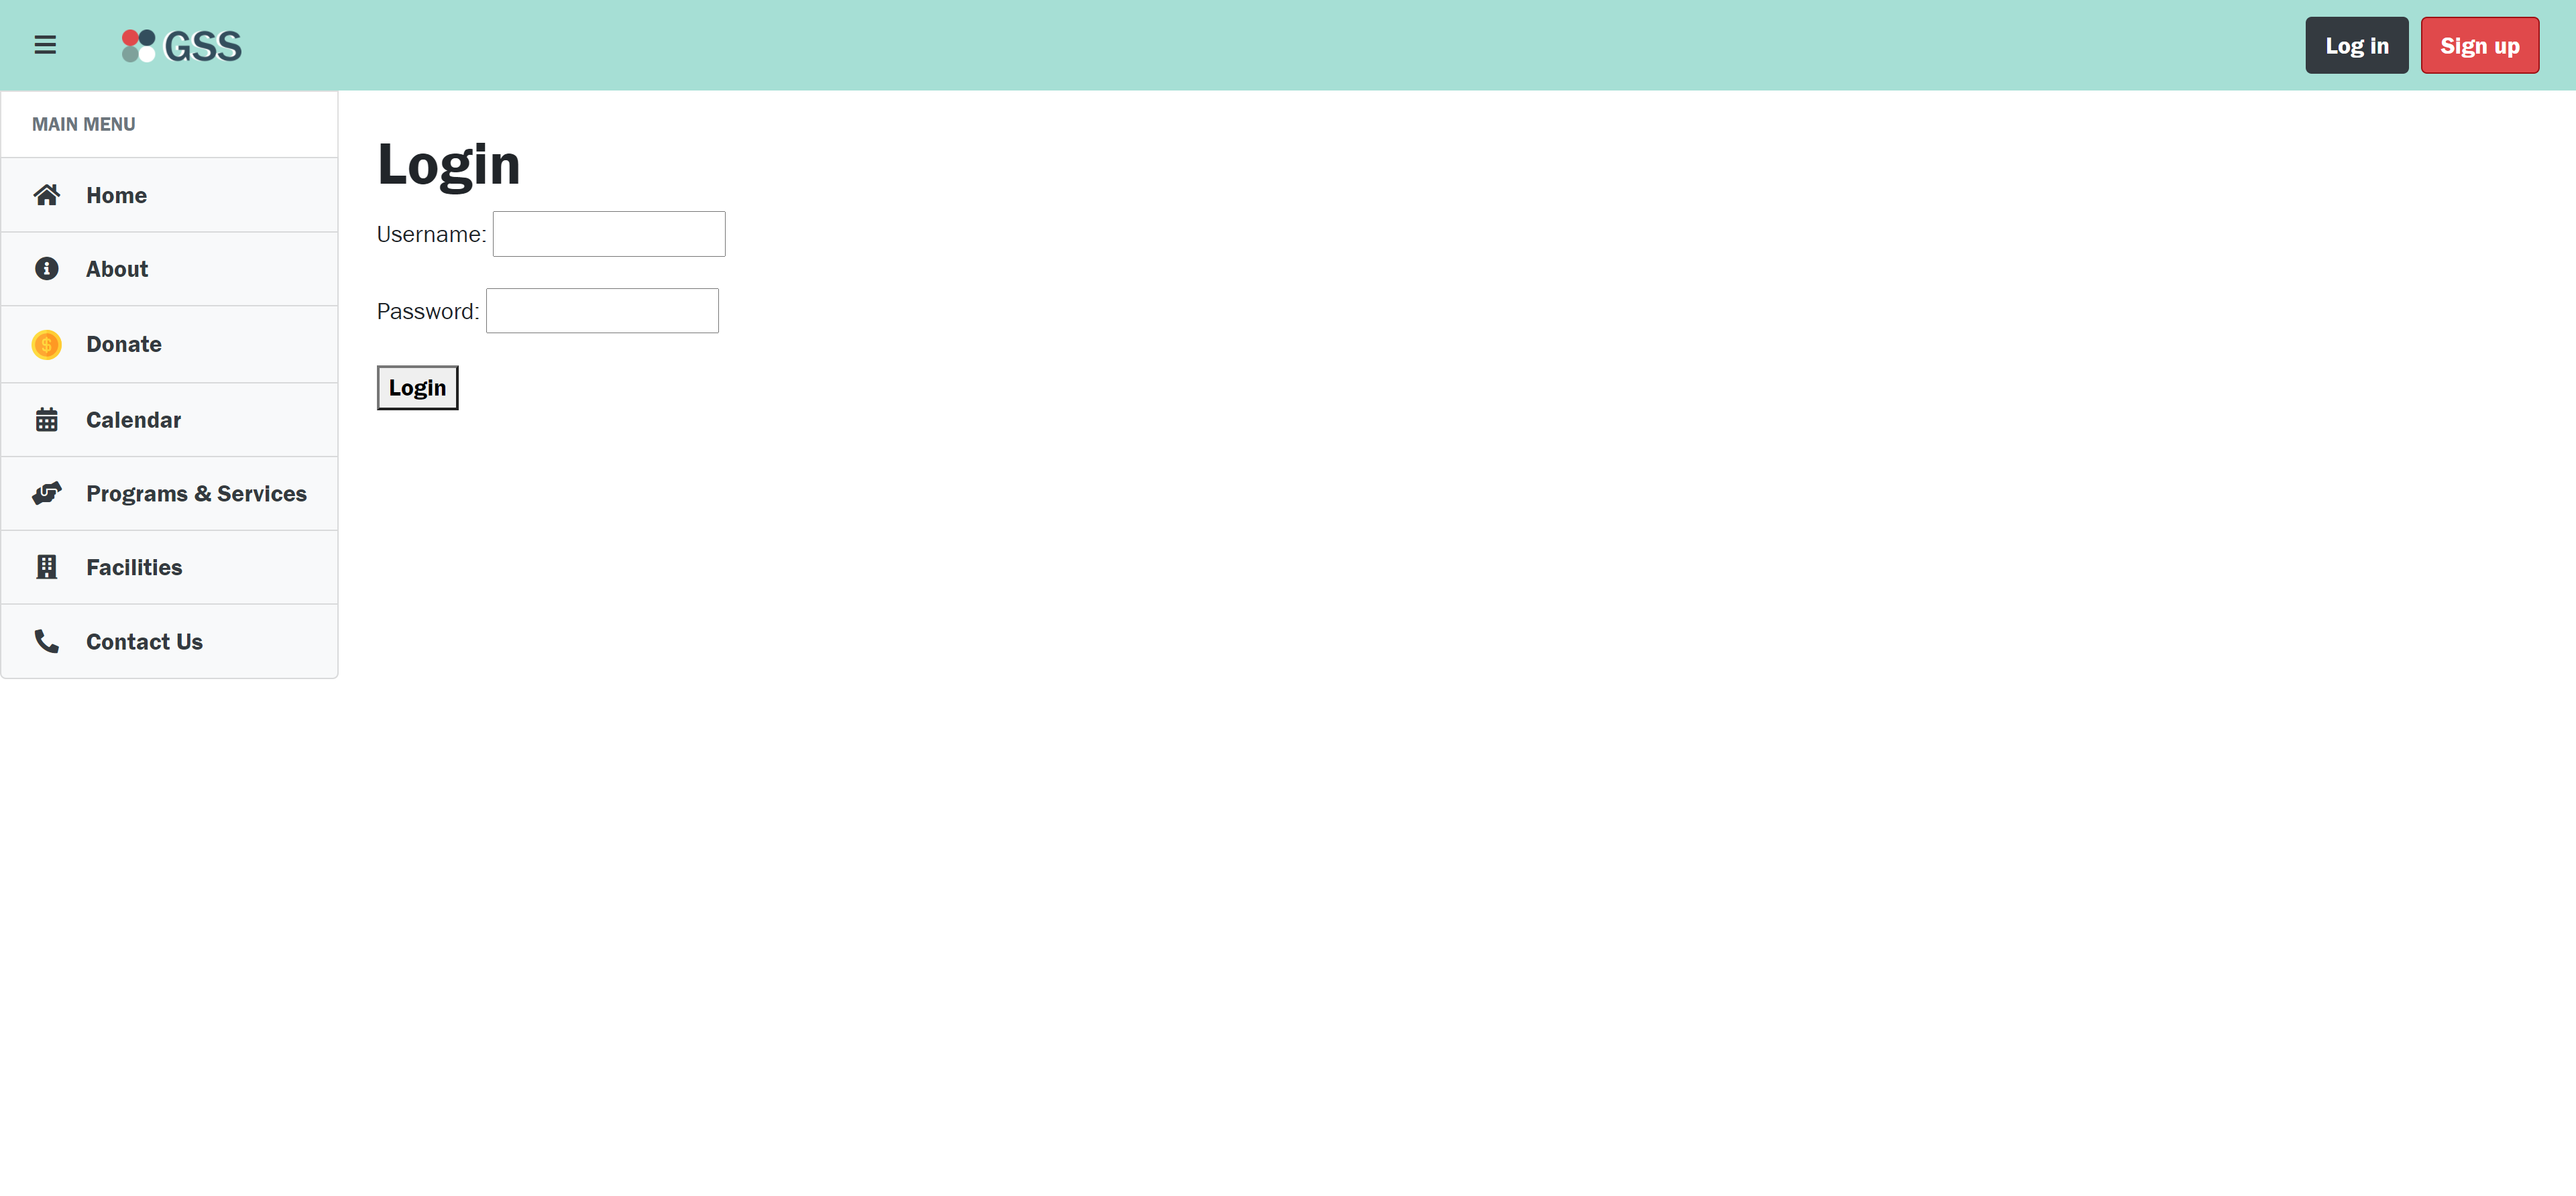 GSS
Log in
Sign up
MAIN MENU
Home
About
$ Donate
Calendar
Programs & Services
Facilities
Contact Us
Login
Username:
Password:
Login